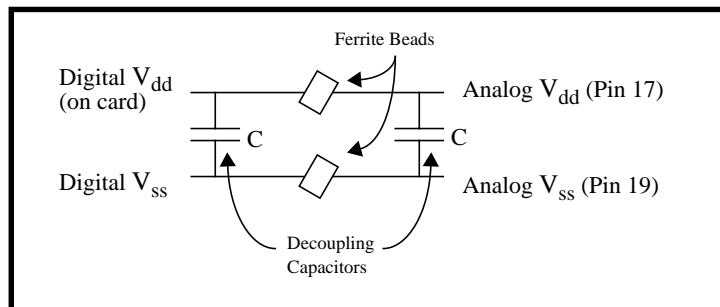 Ferrite Beads
Digital Vdd
(on card)
Analog Vdd (Pin 17)
C
C
Digital Vss
Analog Vss (Pin 19)
Decoupling
Capacitors